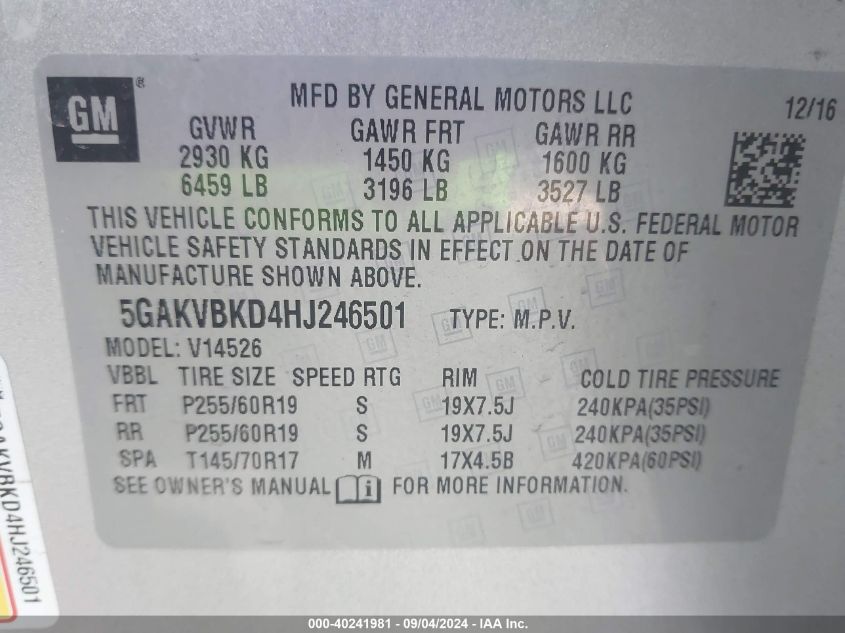 GM ®
MFD BY GENERAL MOTORS LLC 12/16
GVWR GAWR FRT GAWR RR
2930 KG 1450 KG 1600 KG
6459 LB 3196 LB 3527 LB
THIS VEHICLE CONFORMS TO ALL APPLICABLE U.S. FEDERAL MOTOR
VEHICLE SAFETY STANDARDS IN EFFECT ON THE DATE OF
MANUFACTURE SHOWN ABOVE.
5GAKVBKD4HJ246501 TYPE: M.P.V.
MODEL: V14526
VBBL TIRE SIZE SPEED RTG RIM COLD TIRE PRESSURE
FRT P255/60R19 S 19X7.5J 240KPA(35PSI)
RR P255/60R19 S 19X7.5J 240KPA(35PSI)
SPA T145/70R17 M 17X4.5B 420KPA(60PSI)
SEE OWNER'S MANUAL i FOR MORE INFORMATION.
AKVBKD4HJ246501
000-40241981 - 09/04/2024 - IAA Inc.